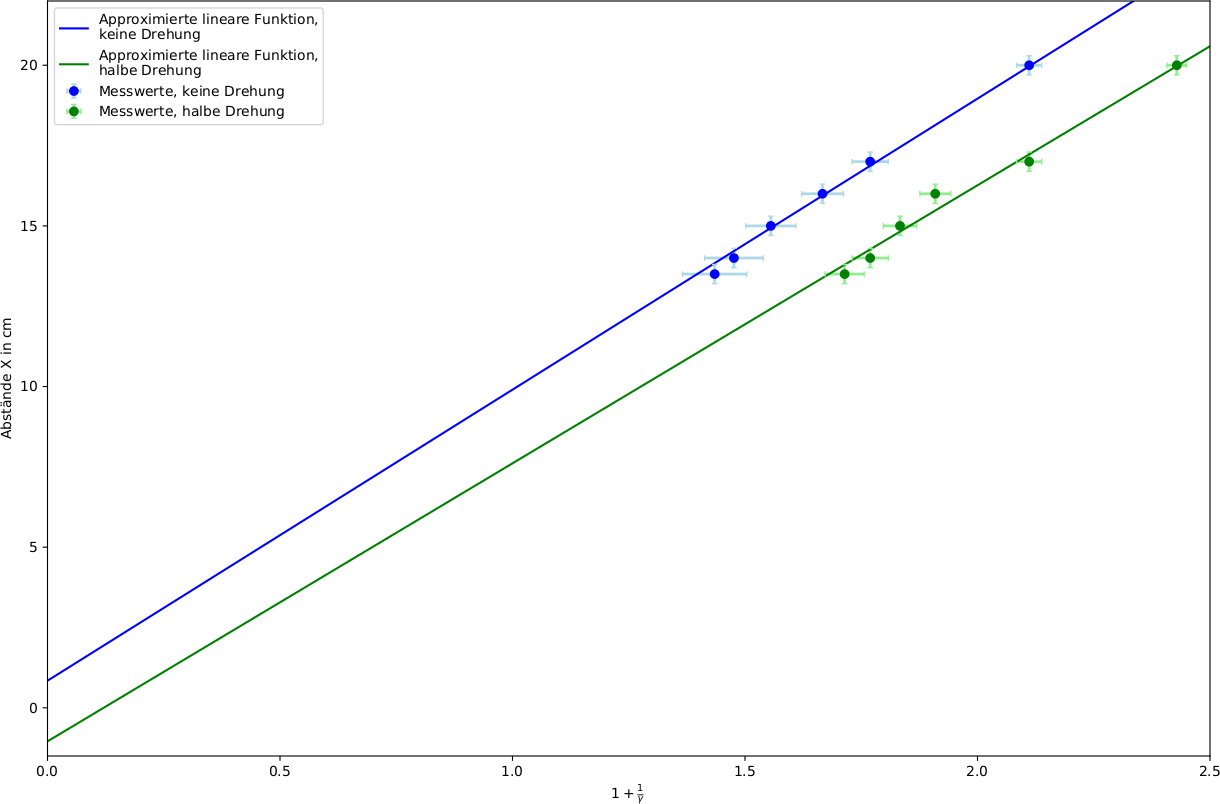 Approximierte lineare Funktion,
keine Drehung
Approximierte lineare Funktion,
halbe Drehung
Messwerte, keine Drehung
Messwerte, halbe Drehung
20
15
10
5
0
Abstände X in cm
0.0 0.5 1.0 1.5 2.0 2.5
1 + 1/γ